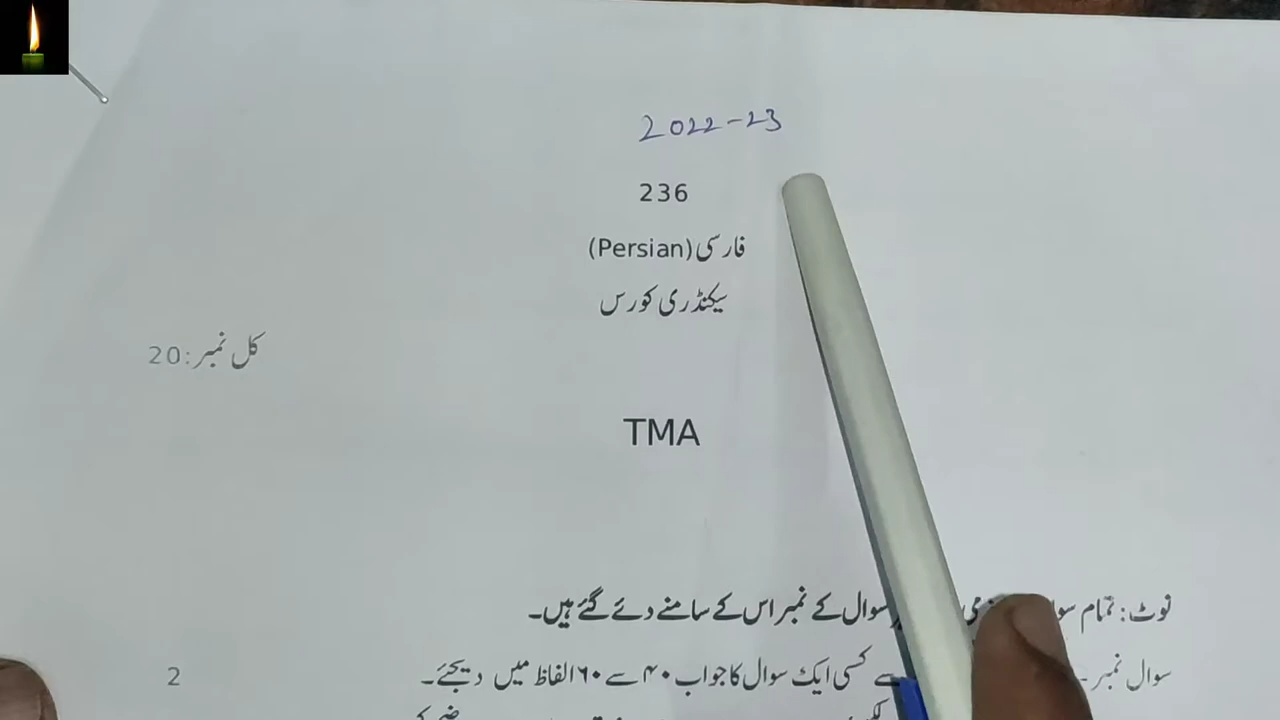 2022-23
236
فارسی (Persian)
سیکنڈری کورس
کل نمبر: 20
TMA
نوٹ: تمام سوال کے نمبر اس کے سامنے دئے گئے ہیں۔
سوال نمبر۔ سے کسی ایک سوال کا جواب ۴۰ سے ۶۰ الفاظ میں دیجئے۔ 2